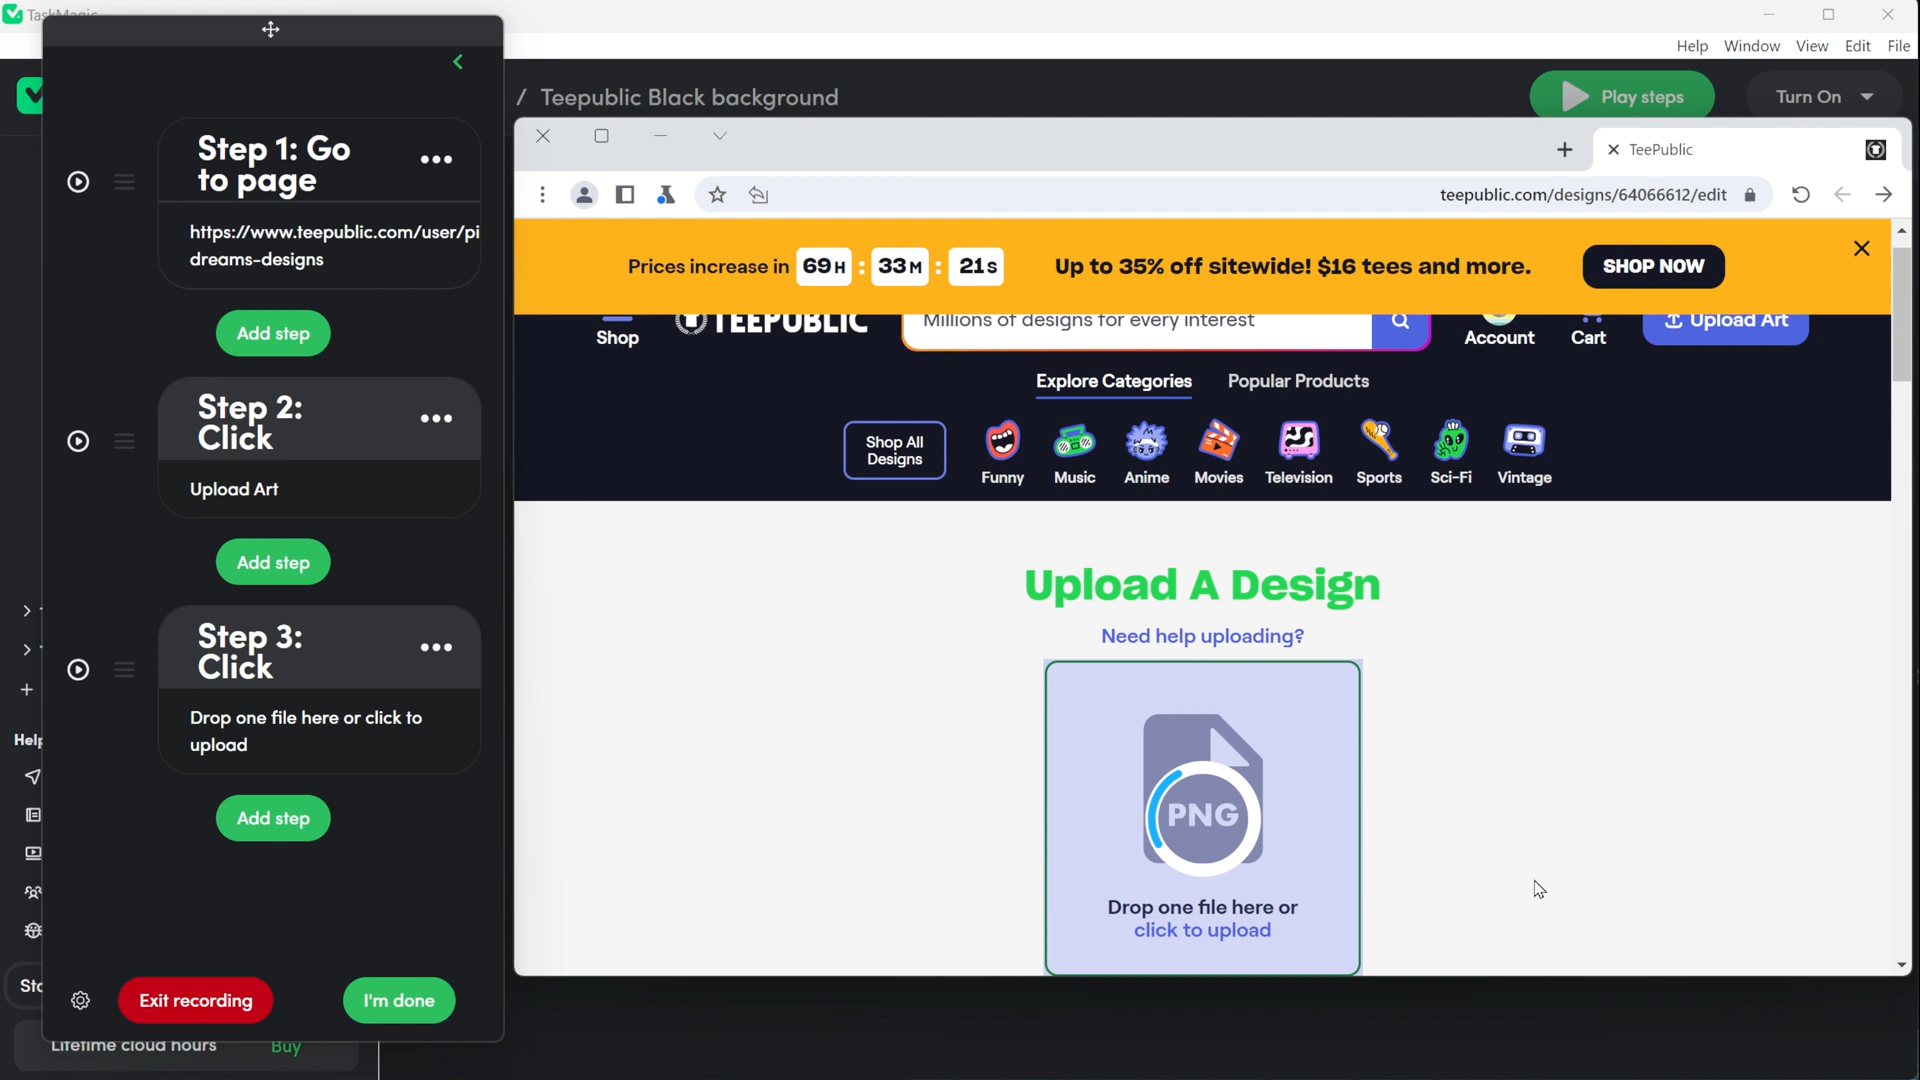 TaskMagic
Help Window View Edit File
/ Teepublic Black background
Play steps
Turn On
Step 1: Go
to page
https://www.teepublic.com/user/pi
dreams-designs
Add step
Step 2:
Click
Upload Art
Add step
Step 3:
Click
Drop one file here or click to
upload
Add step
Help
Exit recording
I'm done
Lifetime cloud hours
Buy
TeePublic
teepublic.com/designs/64066612/edit
Prices increase in 69H : 33M : 21S
Up to 35% off sitewide! $16 tees and more.
SHOP NOW
Shop
TEEPUBLIC
Millions of designs for every interest
Account
Cart
Upload Art
Explore Categories
Popular Products
Shop All
Designs
Funny
Music
Anime
Movies
Television
Sports
Sci-Fi
Vintage
Upload A Design
Need help uploading?
PNG
Drop one file here or
click to upload